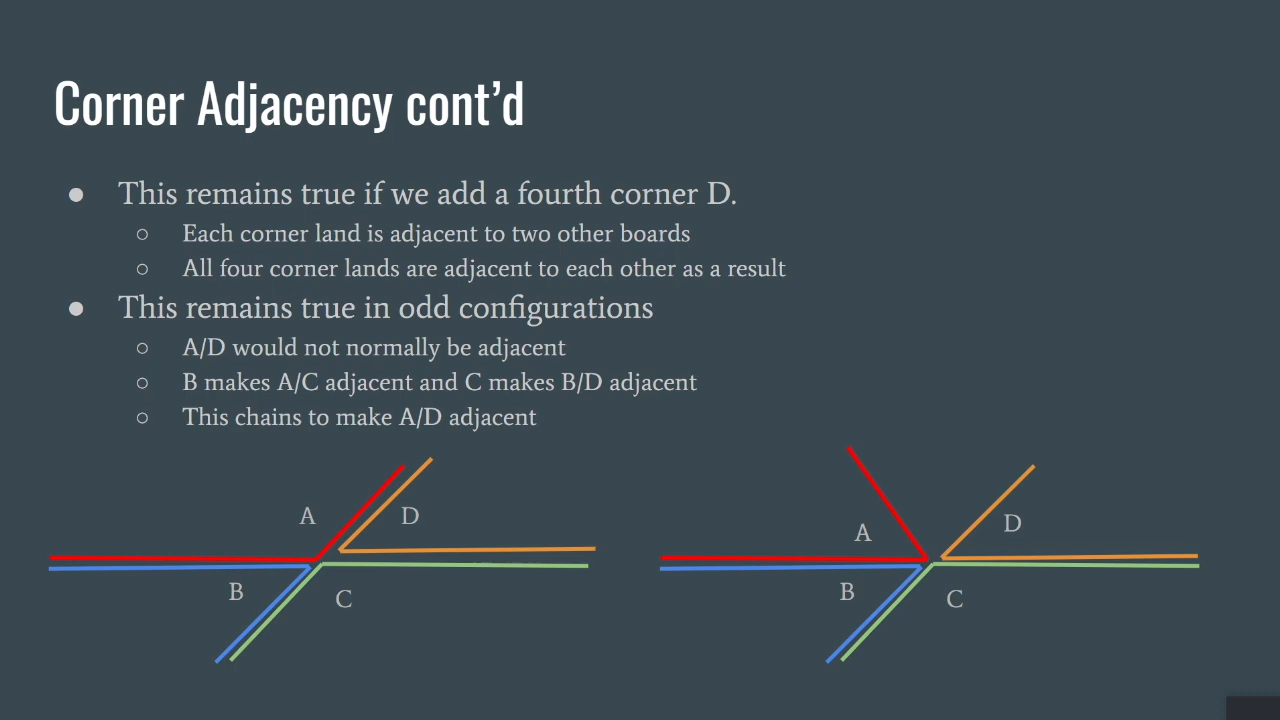 Corner Adjacency cont’d
● This remains true if we add a fourth corner D.
○ Each corner land is adjacent to two other boards
○ All four corner lands are adjacent to each other as a result
● This remains true in odd configurations
○ A/D would not normally be adjacent
○ B makes A/C adjacent and C makes B/D adjacent
○ This chains to make A/D adjacent
A D
B C
A D
B C